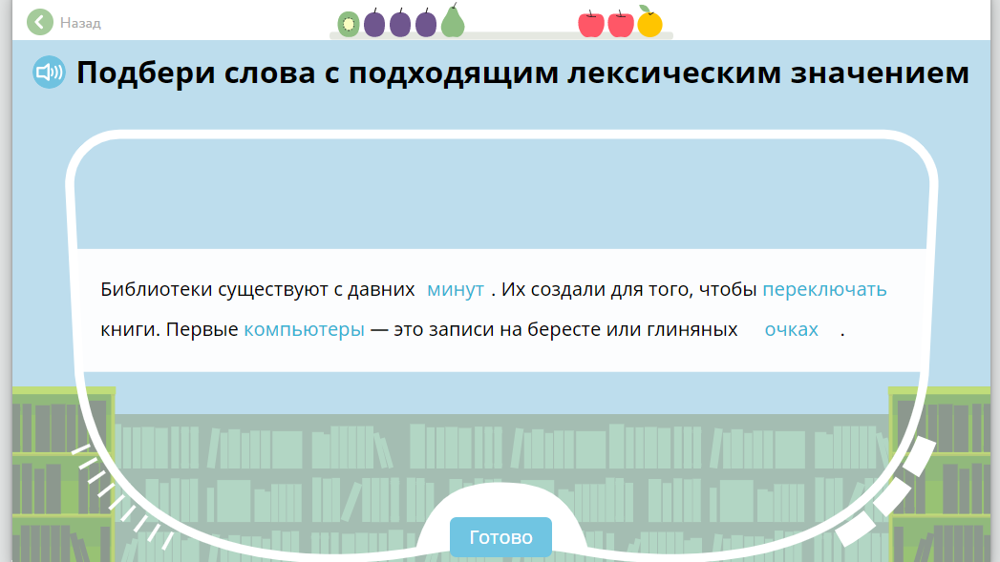 Назад
Подбери слова с подходящим лексическим значением
Библиотеки существуют с давних минут . Их создали для того, чтобы переключать
книги. Первые компьютеры — это записи на бересте или глиняных очках .
Готово